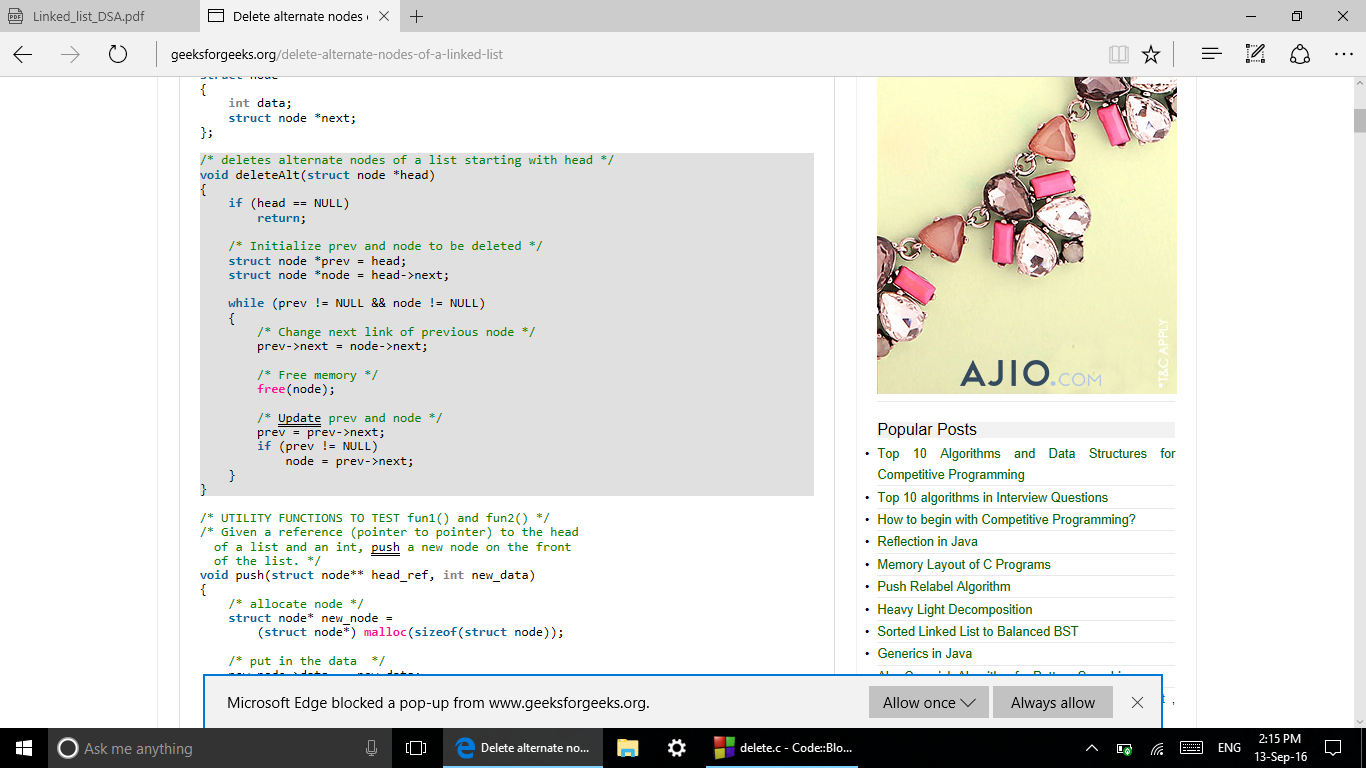 Linked_list_DSA.pdf
Delete alternate nodes
geeksforgeeks.org/delete-alternate-nodes-of-a-linked-list
struct node
{
int data;
struct node *next;
};
/* deletes alternate nodes of a list starting with head */
void deleteAlt(struct node *head)
{
if (head == NULL)
return;
/* Initialize prev and node to be deleted */
struct node *prev = head;
struct node *node = head->next;
while (prev != NULL && node != NULL)
{
/* Change next link of previous node */
prev->next = node->next;
/* Free memory */
free(node);
/* Update prev and node */
prev = prev->next;
if (prev != NULL)
node = prev->next;
}
}
/* UTILITY FUNCTIONS TO TEST fun1() and fun2() */
/* Given a reference (pointer to pointer) to the head
of a list and an int, push a new node on the front
of the list. */
void push(struct node** head_ref, int new_data)
{
/* allocate node */
struct node* new_node =
(struct node*) malloc(sizeof(struct node));
/* put in the data */
AJIO.COM
*T&C APPLY
Popular Posts
• Top 10 Algorithms and Data Structures for
Competitive Programming
• Top 10 algorithms in Interview Questions
• How to begin with Competitive Programming?
• Reflection in Java
• Memory Layout of C Programs
• Push Relabel Algorithm
• Heavy Light Decomposition
• Sorted Linked List to Balanced BST
• Generics in Java
Microsoft Edge blocked a pop-up from www.geeksforgeeks.org.
Allow once
Always allow
Ask me anything
Delete alternate no...
delete.c - Code::Blo...
ENG
2:15 PM
13-Sep-16